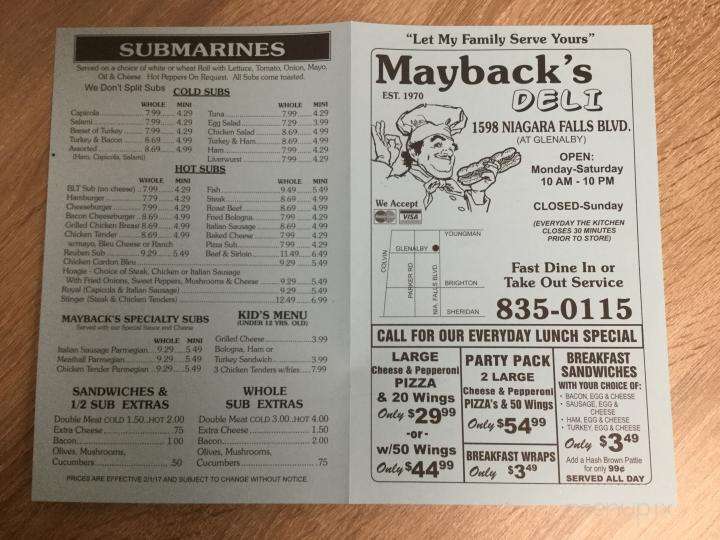 SUBMARINES
Served on a choice of white or wheat Roll with Lettuce, Tomato, Onion, Mayo,
Oil & Cheese Hot Peppers On Request. All Subs come toasted.
We Don't Split Subs
COLD SUBS
WHOLE MINI
Capicola 7.99 4.29
Salami 7.99 4.29
Breast of Turkey 7.99 4.29
Turkey & Bacon 8.69 4.99
Assorted 8.69 4.99
(Ham, Capicola, Salami)
WHOLE MINI
Tuna 7.99 4.29
Egg Salad 7.29 3.99
Chicken Salad 8.69 4.99
Turkey & Ham 8.69 4.99
Ham 7.99 4.29
Liverwurst 7.99 4.29
HOT SUBS
WHOLE MINI
BLT Sub (no cheese) 7.99 4.29
Hamburger 7.79 4.29
Cheeseburger 7.99 4.29
Bacon Cheeseburger 8.69 4.99
Grilled Chicken Breast 8.69 4.99
Chicken Tender 8.69 4.99
w/mayo, Bleu Cheese or Ranch
Reuben Sub 9.29 5.49
WHOLE MINI
Fish 9.49 5.49
Steak 8.69 4.99
Roast Beef 8.69 4.99
Fried Bologna 7.99 4.29
Italian Sausage 8.69 4.99
Baked Cheese 7.99 4.29
Pizza Sub 7.99 4.29
Beef & Sirloin 11.49 6.49
Chicken Cordon Bleu 9.29 5.49
Hoagie - Choice of Steak, Chicken or Italian Sausage
With Fried Onions, Sweet Peppers, Mushrooms & Cheese 9.29 5.49
Royal (Capicola & Italian Sausage) 9.29 5.49
Stinger (Steak & Chicken Tenders) 12.49 6.99
MAYBACK'S SPECIALTY SUBS
Served with our Special Sauce and Cheese
WHOLE MINI
Italian Sausage Parmegian 9.29 5.49
Meatball Parmegian 9.29 5.49
Chicken Tender Parmegian 9.29 5.49
KID'S MENU
(UNDER 12 YRS. OLD)
Grilled Cheese 3.99
Bologna, Ham or
Turkey Sandwich 3.99
3 Chicken Tenders w/fries 7.99
SANDWICHES &
1/2 SUB EXTRAS
Double Meat COLD 1.50..HOT 2.00
Extra Cheese .75
Bacon 1.00
Olives, Mushrooms,
Cucumbers .50
WHOLE
SUB EXTRAS
Double Meat COLD 3.00..HOT 4.00
Extra Cheese 1.50
Bacon 2.00
Olives, Mushrooms,
Cucumbers .75
PRICES ARE EFFECTIVE 2/1/17 AND SUBJECT TO CHANGE WITHOUT NOTICE
"Let My Family Serve Yours"
Mayback's
EST. 1970
DELI
1598 NIAGARA FALLS BLVD.
(AT GLENALBY)
OPEN:
Monday-Saturday
10 AM - 10 PM
CLOSED-Sunday
(EVERYDAY THE KITCHEN
CLOSES 30 MINUTES
PRIOR TO STORE)
We Accept
MasterCard VISA
YOUNGMAN
GLENALBY
COLVIN
PARKER RD
NIA. FALLS BLVD
BRIGHTON
SHERIDAN
Fast Dine In or
Take Out Service
835-0115
CALL FOR OUR EVERYDAY LUNCH SPECIAL
LARGE
Cheese & Pepperoni
PIZZA
& 20 Wings
Only $29.99
-or-
w/50 Wings
Only $44.99
PARTY PACK
2 LARGE
Cheese & Pepperoni
PIZZA's & 50 Wings
Only $54.99
BREAKFAST WRAPS
Only $3.49
BREAKFAST
SANDWICHES
WITH YOUR CHOICE OF:
• BACON, EGG & CHEESE
• SAUSAGE, EGG &
CHEESE
• HAM, EGG & CHEESE
• TURKEY, EGG & CHEESE
Only $3.49
Add a Hash Brown Pattie
for only 99¢
SERVED ALL DAY